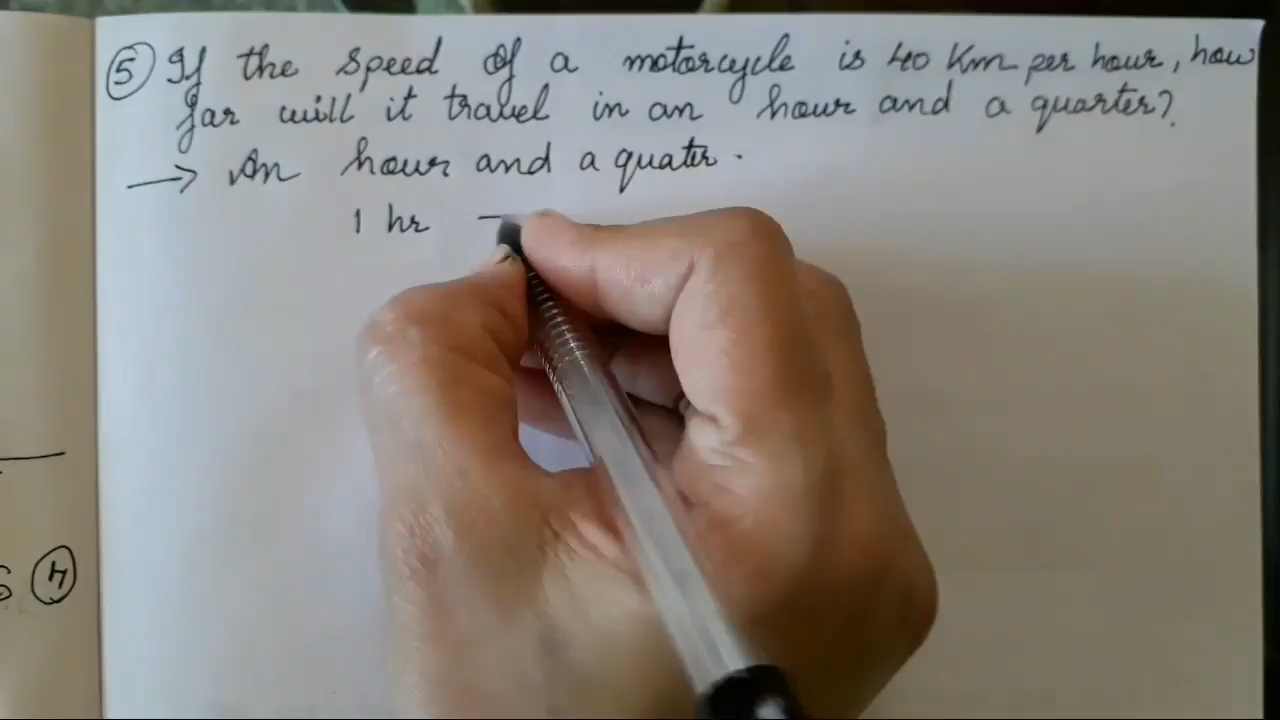 ⑤ If the speed of a motorcycle is 40 Km per hour, how
far will it travel in an hour and a quarter?
→ An hour and a quater.
1 hr —
④